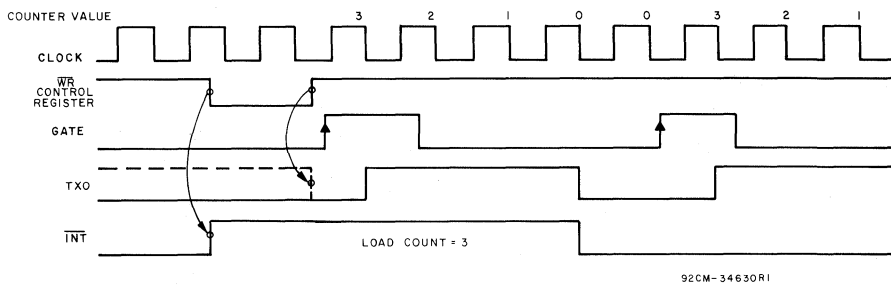 COUNTER VALUE 3 2 1 0 0 3 2 1
CLOCK
WR
CONTROL
REGISTER
GATE
TXO
INT
LOAD COUNT = 3
92CM-34630R1